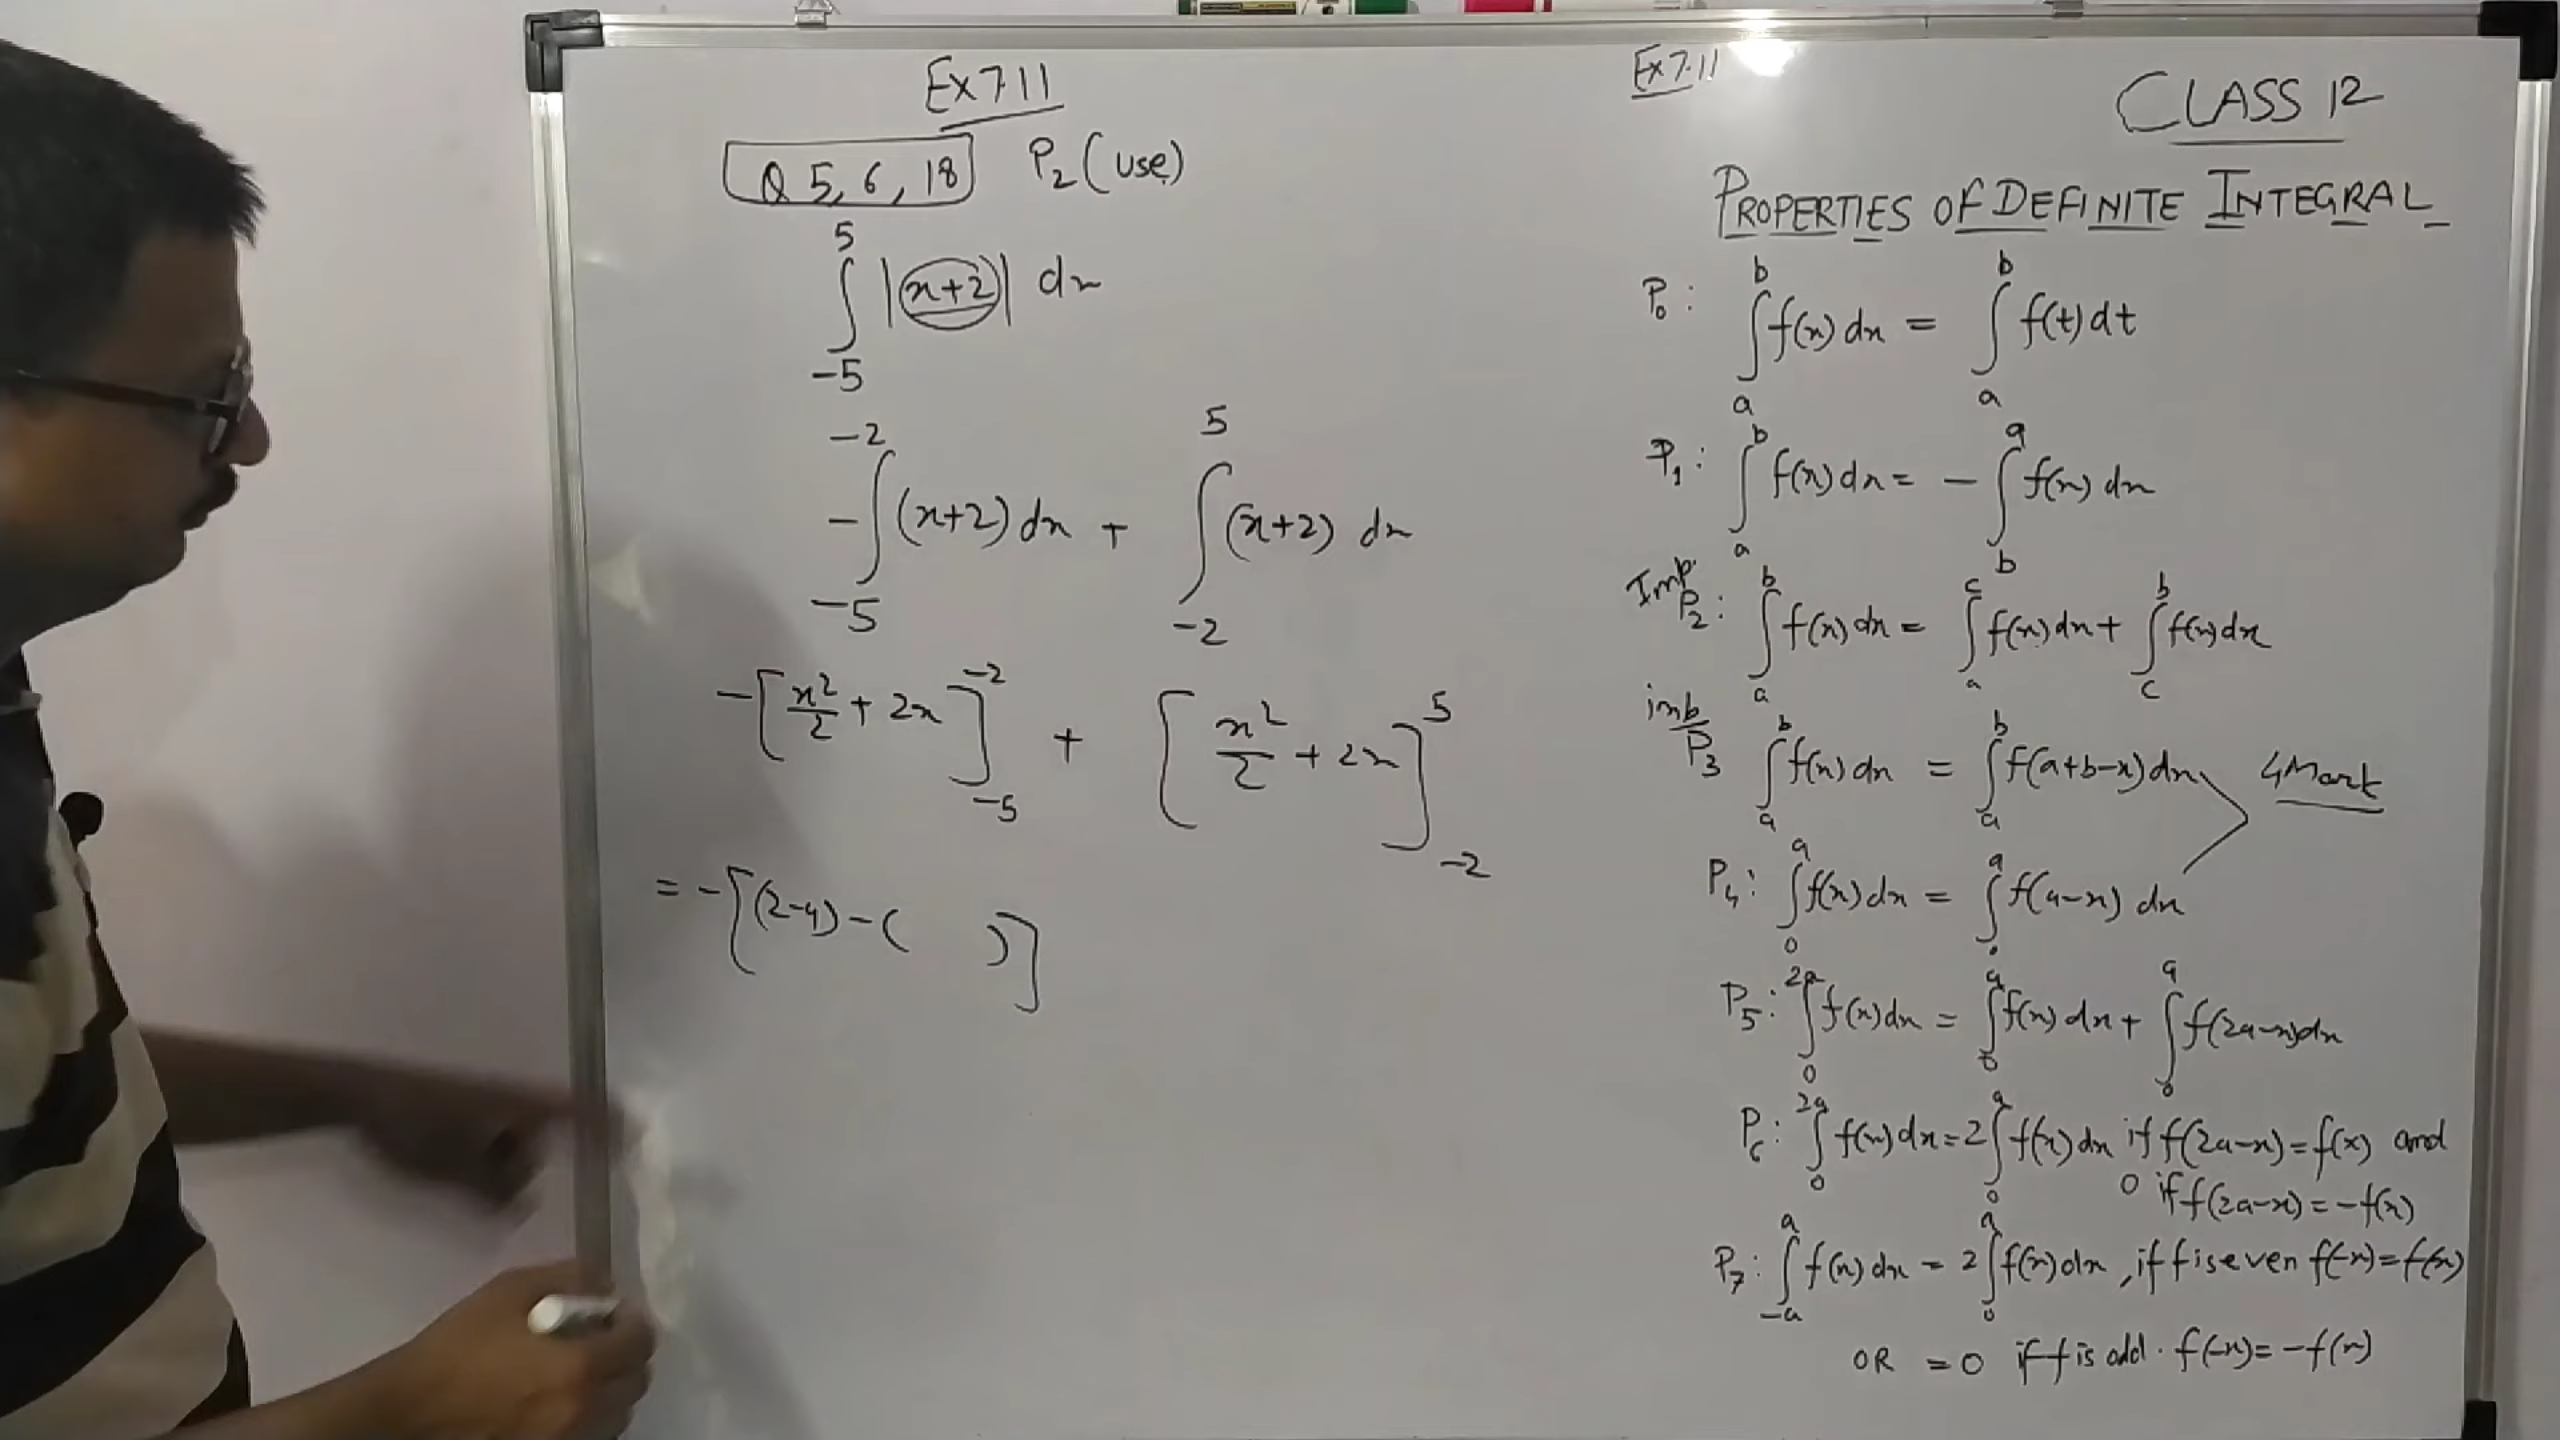 Ex 7.11
Q 5, 6, 18 P₂ (use)
∫₋₅⁵ |x+2| dx
-∫₋₅⁻² (x+2) dx + ∫₋₂⁵ (x+2) dx
-[x²/2 + 2x]₋₅⁻² + [x²/2 + 2x]₋₂⁵
= -[(2-4) - ( )]
Ex 7.11
CLASS 12
PROPERTIES OF DEFINITE INTEGRAL
P₀: ∫ₐᵇ f(x) dx = ∫ₐᵇ f(t) dt
P₁: ∫ₐᵇ f(x) dx = -∫_b^a f(x) dx
Imp. P₂: ∫ₐᵇ f(x) dx = ∫_a^c f(x) dx + ∫_c^b f(x) dx
imp P₃ ∫ₐᵇ f(x) dx = ∫ₐᵇ f(a+b-x) dx
4 Mark
P₄: ∫₀ᵃ f(x) dx = ∫₀ᵃ f(a-x) dx
P₅: ∫₀²ᵃ f(x) dx = ∫₀ᵃ f(x) dx + ∫₀ᵃ f(2a-x) dx
P₆: ∫₀²ᵃ f(x) dx = 2∫₀ᵃ f(x) dx if f(2a-x) = f(x) and
0 if f(2a-x) = -f(x)
P₇: ∫₋ₐᵃ f(x) dx = 2∫₀ᵃ f(x) dx, if f is even f(-x) = f(x)
OR = 0 if f is odd. f(-x) = -f(x)